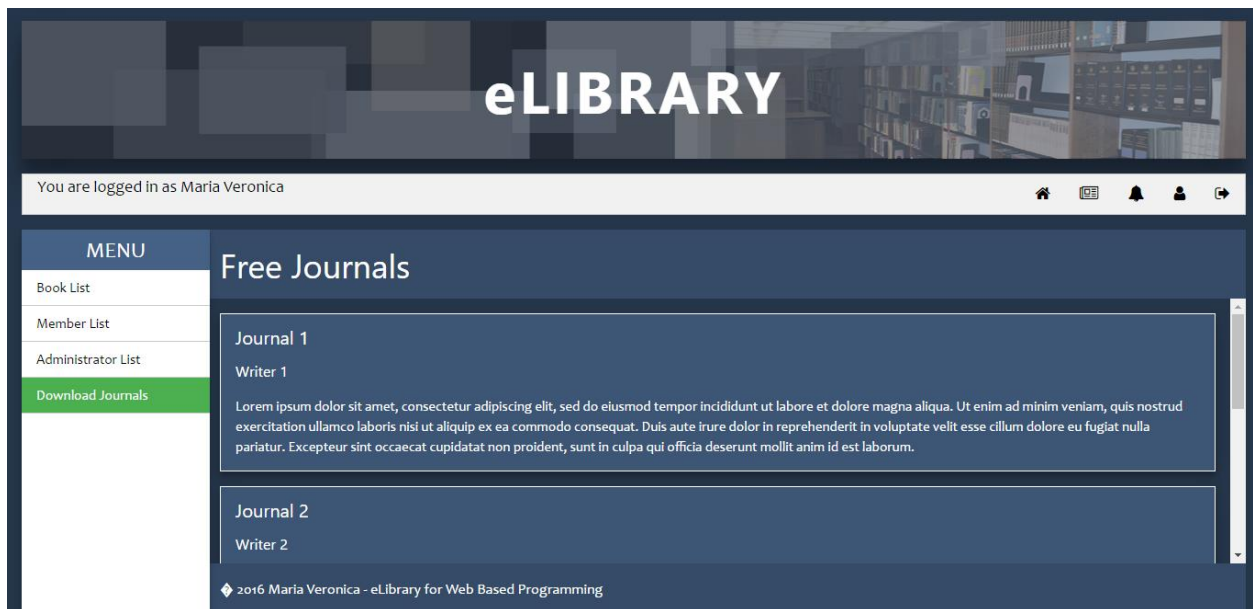 eLIBRARY
You are logged in as Maria Veronica
MENU
Book List
Member List
Administrator List
Download Journals
Free Journals
Journal 1
Writer 1
Lorem ipsum dolor sit amet, consectetur adipiscing elit, sed do eiusmod tempor incididunt ut labore et dolore magna aliqua. Ut enim ad minim veniam, quis nostrud
exercitation ullamco laboris nisi ut aliquip ex ea commodo consequat. Duis aute irure dolor in reprehenderit in voluptate velit esse cillum dolore eu fugiat nulla
pariatur. Excepteur sint occaecat cupidatat non proident, sunt in culpa qui officia deserunt mollit anim id est laborum.
Journal 2
Writer 2
� 2016 Maria Veronica - eLibrary for Web Based Programming